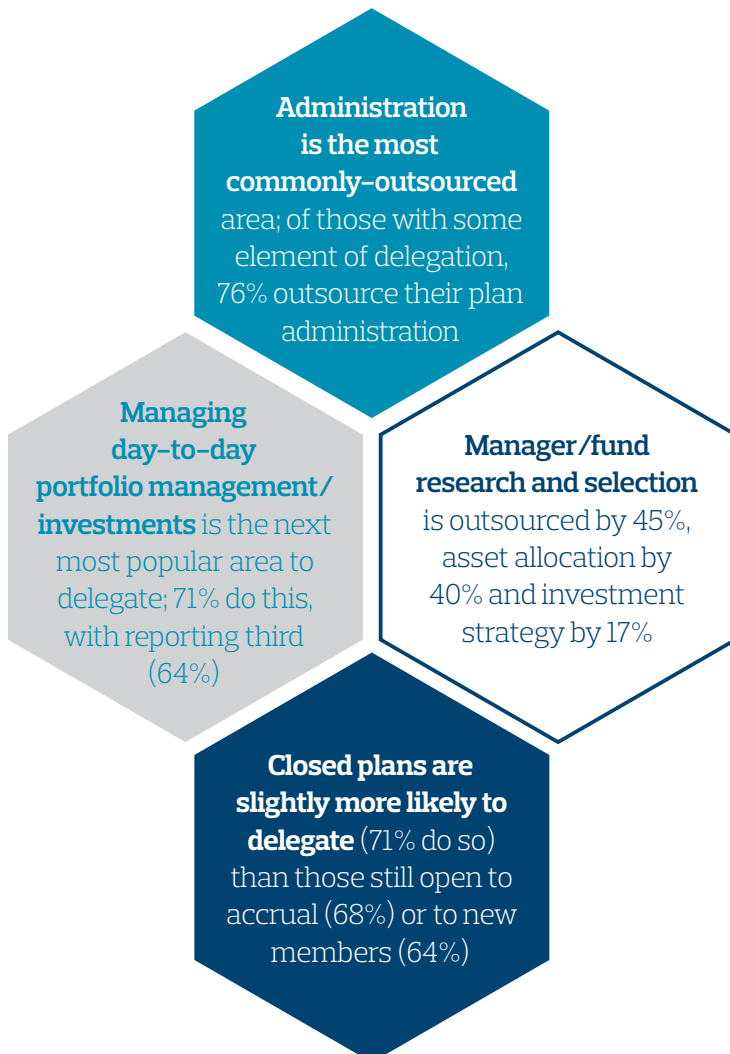 Administration
is the most
commonly-outsourced
area; of those with some
element of delegation,
76% outsource their plan
administration
Managing
day-to-day
portfolio management/
investments is the next
most popular area to
delegate; 71% do this,
with reporting third
(64%)
Manager/fund
research and selection
is outsourced by 45%,
asset allocation by
40% and investment
strategy by 17%
Closed plans are
slightly more likely to
delegate (71% do so)
than those still open to
accrual (68%) or to new
members (64%)